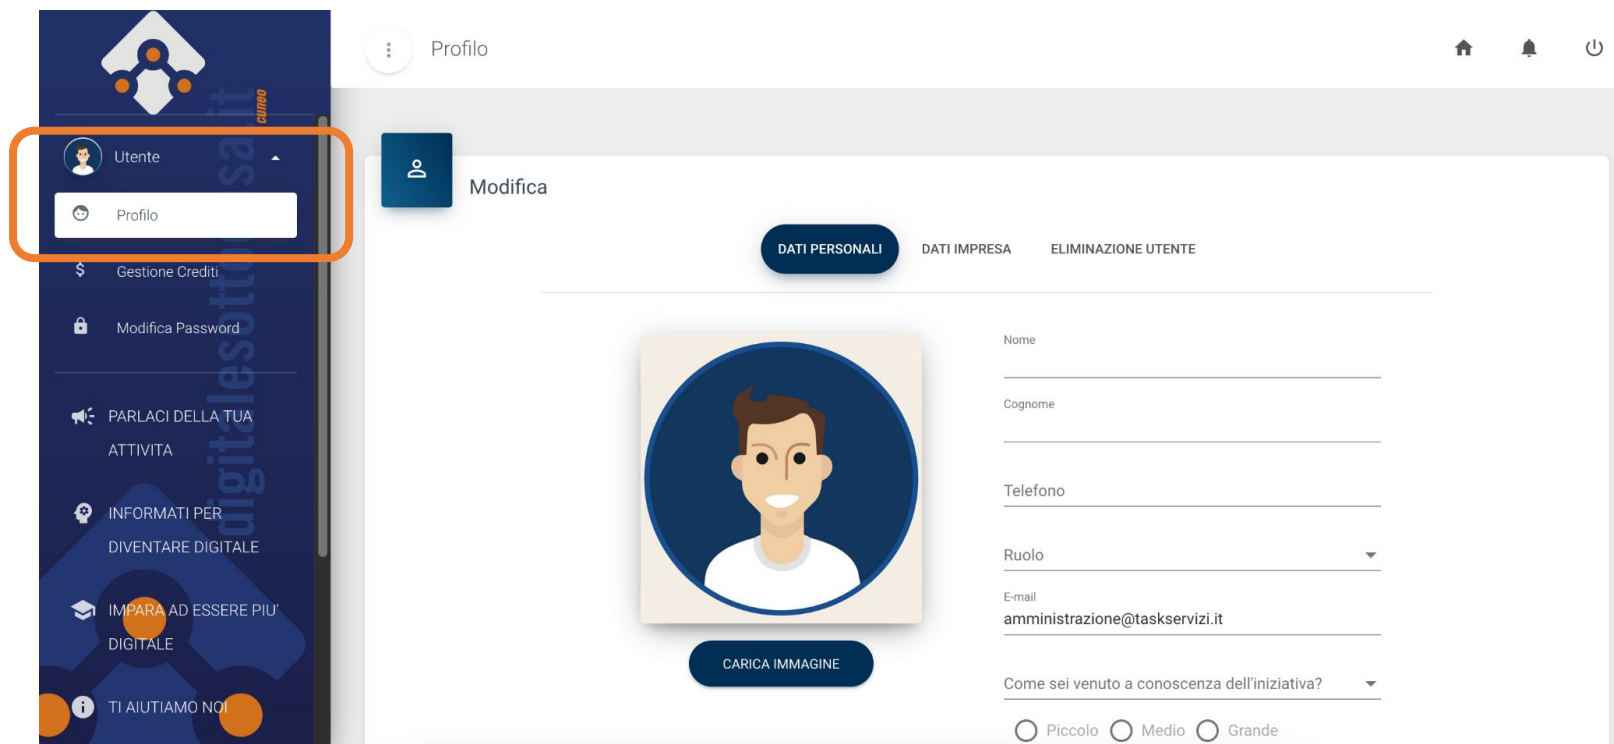 Profilo
cuneo
digitalesottocasa.it
Utente
Profilo
Gestione Crediti
Modifica Password
PARLACI DELLA TUA
ATTIVITA
INFORMATI PER
DIVENTARE DIGITALE
IMPARA AD ESSERE PIU'
DIGITALE
TI AIUTIAMO NOI
Modifica
DATI PERSONALI DATI IMPRESA ELIMINAZIONE UTENTE
CARICA IMMAGINE
Nome
Cognome
Telefono
Ruolo
E-mail
amministrazione@taskservizi.it
Come sei venuto a conoscenza dell'iniziativa?
Piccolo Medio Grande